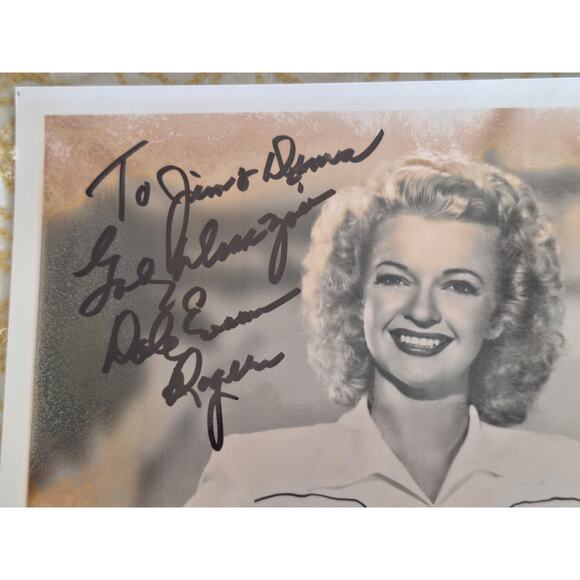 To Jim & Donna
God bless you
Dale Evans
Rogers